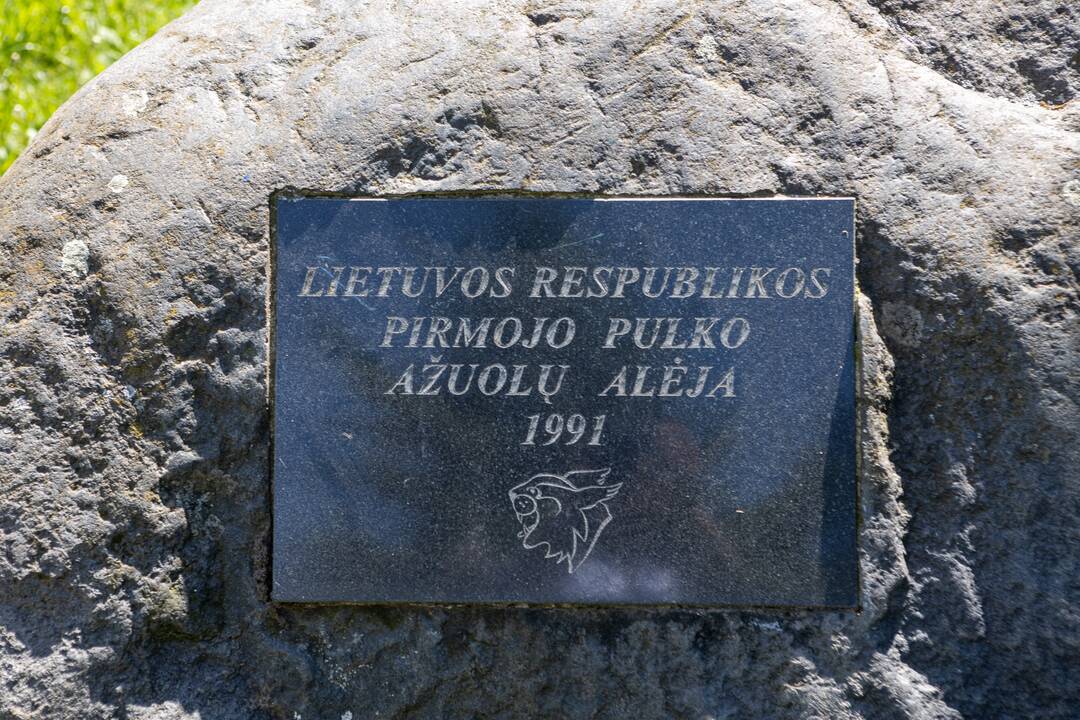 LIETUVOS RESPUBLIKOS
PIRMOJO PULKO
AŽUOLŲ ALĖJA
1991